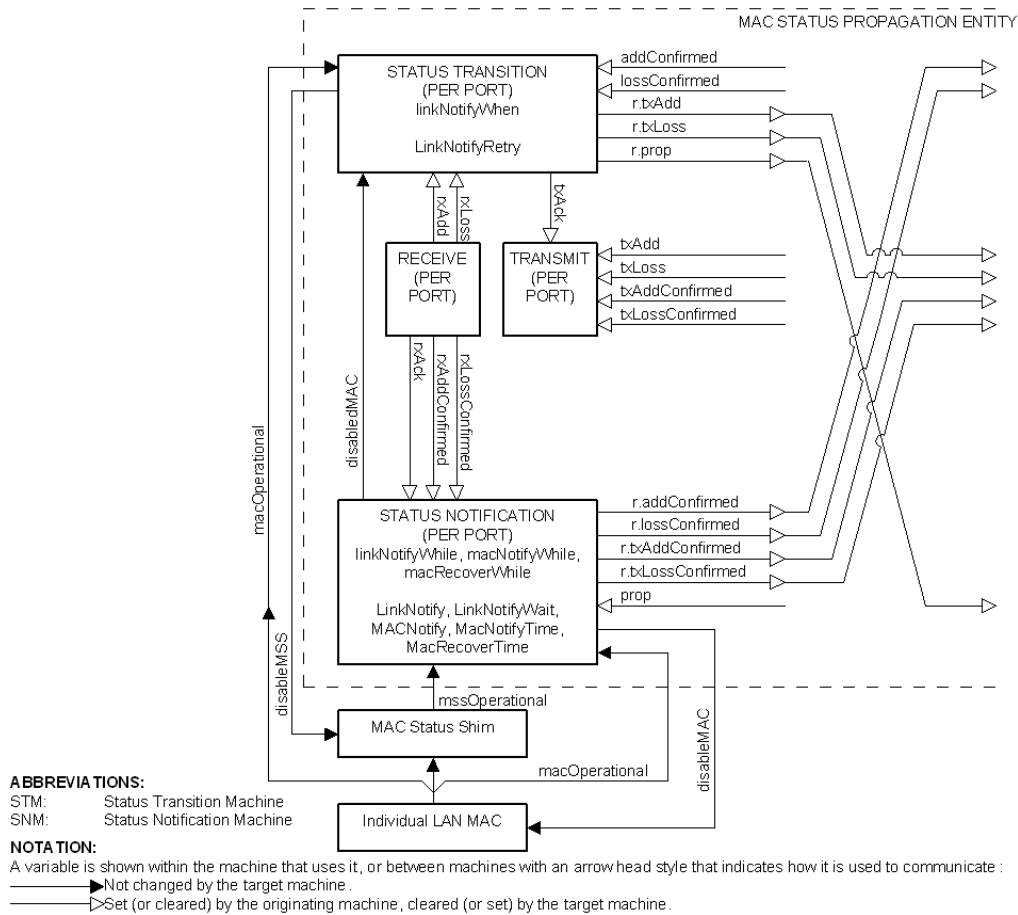 MAC STATUS PROPAGATION ENTITY
STATUS TRANSITION
(PER PORT)
linkNotifyWhen
LinkNotifyRetry
addConfirmed
lossConfirmed
r.txAdd
r.txLoss
r.prop
rxAdd
rxLoss
txAck
RECEIVE
(PER
PORT)
TRANSMIT
(PER
PORT)
txAdd
txLoss
txAddConfirmed
txLossConfirmed
rxAck
rxAddConfirmed
rxLossConfirmed
disabledMAC
macOperational
STATUS NOTIFICATION
(PER PORT)
linkNotifyWhile, macNotifyWhile,
macRecoverWhile
LinkNotify, LinkNotifyWait,
MACNotify, MacNotifyTime,
MacRecoverTime
r.addConfirmed
r.lossConfirmed
r.txAddConfirmed
r.txLossConfirmed
prop
disableMSS
mssOperational
MAC Status Shim
disableMAC
macOperational
Individual LAN MAC
ABBREVIATIONS:
STM: Status Transition Machine
SNM: Status Notification Machine
NOTATION:
A variable is shown within the machine that uses it, or between machines with an arrow head style that indicates how it is used to communicate :
Not changed by the target machine.
Set (or cleared) by the originating machine, cleared (or set) by the target machine.